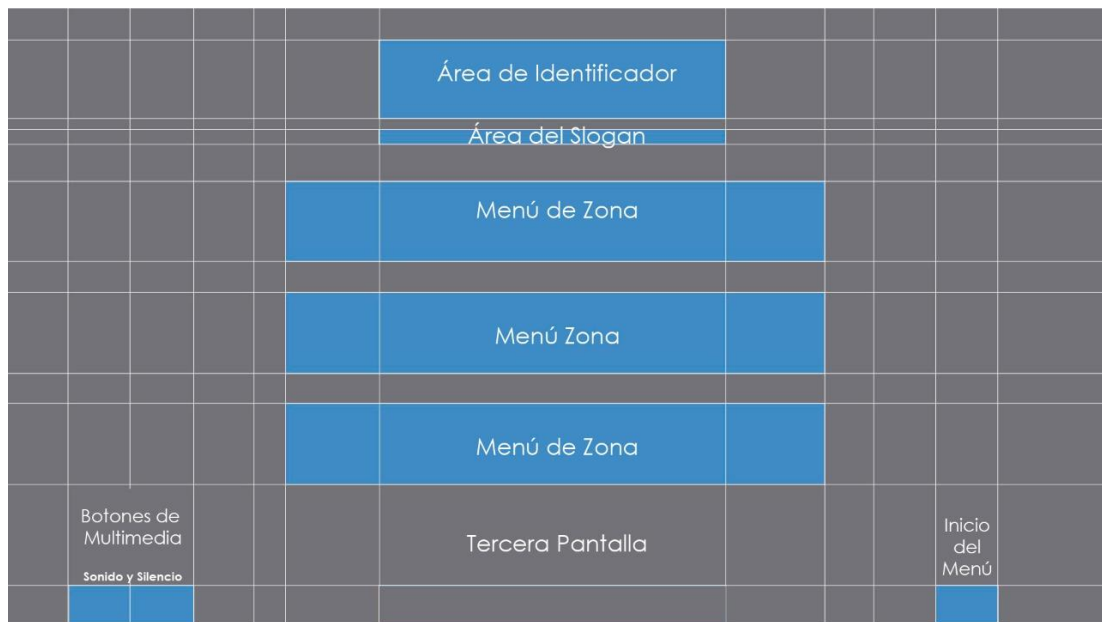 Área de Identificador
Área del Slogan
Menú de Zona
Menú Zona
Menú de Zona
Botones de
Multimedia
Sonido y Silencio
Tercera Pantalla
Inicio
del
Menú